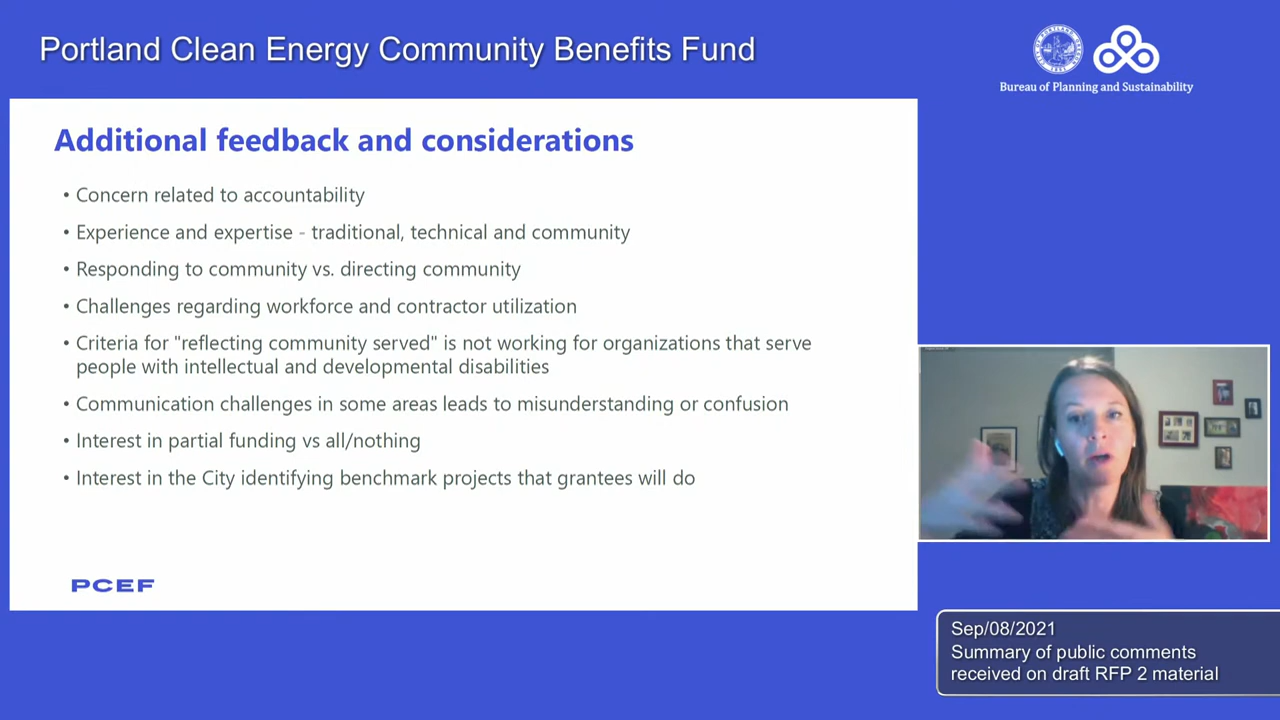 Portland Clean Energy Community Benefits Fund
Bureau of Planning and Sustainability
Additional feedback and considerations
• Concern related to accountability
• Experience and expertise - traditional, technical and community
• Responding to community vs. directing community
• Challenges regarding workforce and contractor utilization
• Criteria for "reflecting community served" is not working for organizations that serve
people with intellectual and developmental disabilities
• Communication challenges in some areas leads to misunderstanding or confusion
• Interest in partial funding vs all/nothing
• Interest in the City identifying benchmark projects that grantees will do
PCEF
Sep/08/2021
Summary of public comments
received on draft RFP 2 material